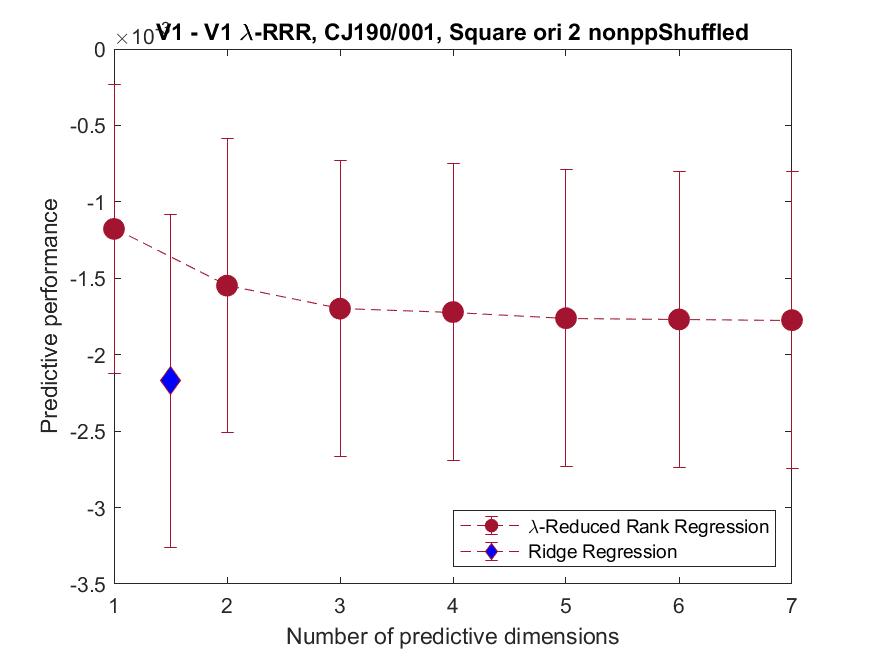 ×10-3
V1 - V1 λ-RRR, CJ190/001, Square ori 2 nonppShuffled
0
-0.5
-1
-1.5
-2
-2.5
-3
-3.5
Predictive performance
1 2 3 4 5 6 7
Number of predictive dimensions
λ-Reduced Rank Regression
Ridge Regression